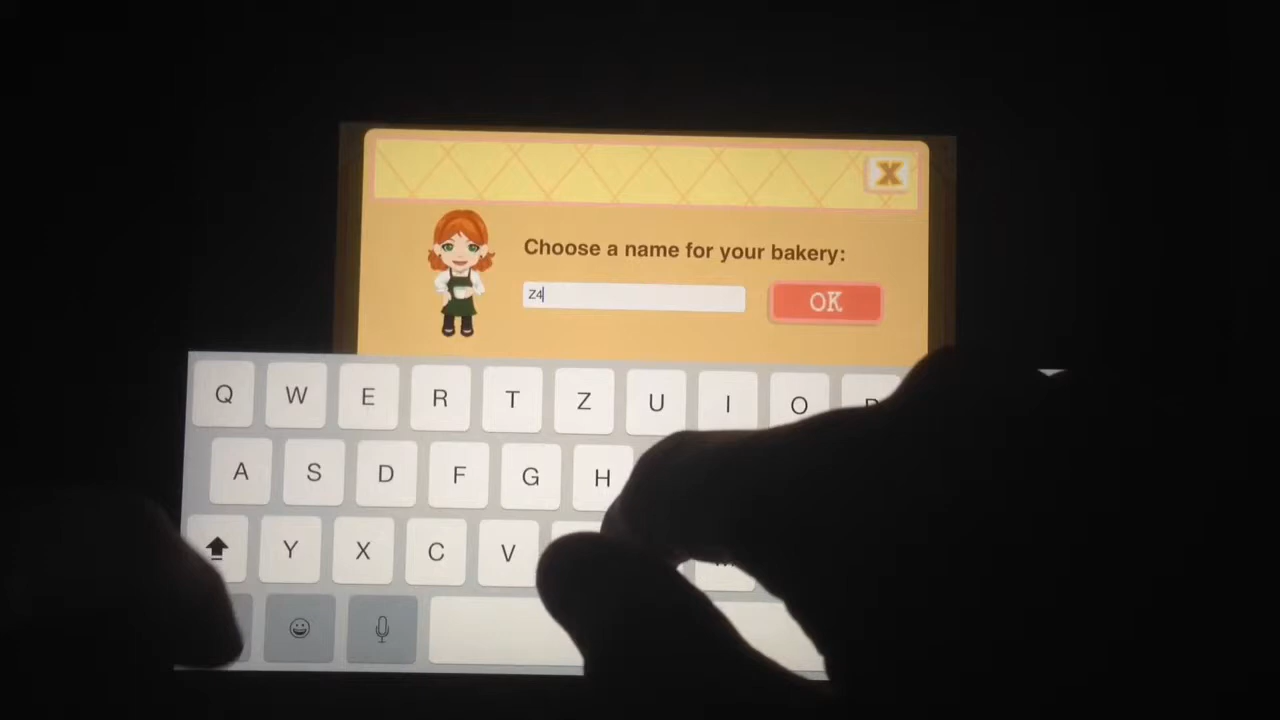 X
Choose a name for your bakery:
Z4
OK
Q W E R T Z U I O
A S D F G H
Y X C V